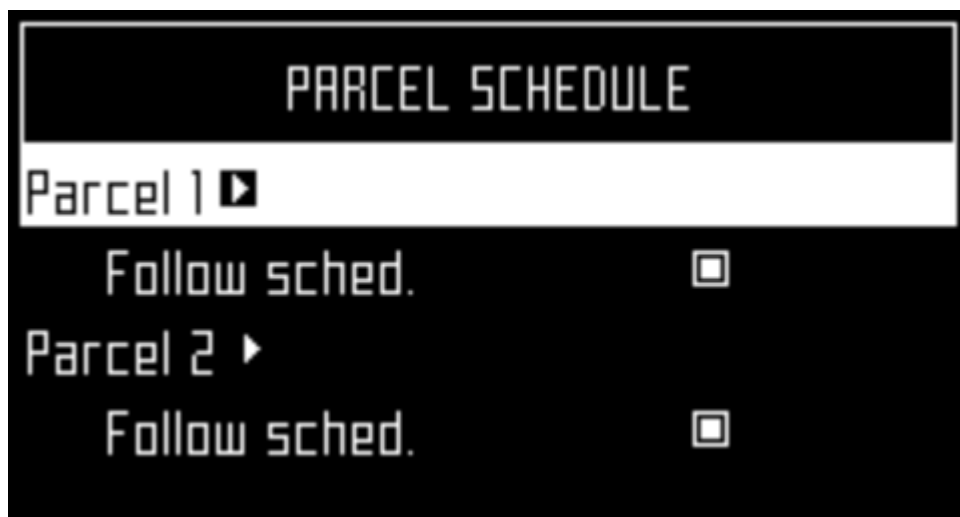 PARCEL SCHEDULE
Parcel 1
Follow sched.
Parcel 2
Follow sched.